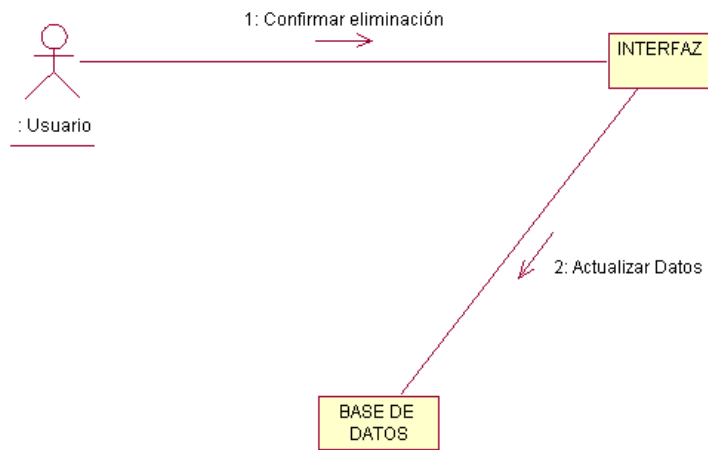 1: Confirmar eliminación
INTERFAZ
: Usuario
2: Actualizar Datos
BASE DE
DATOS